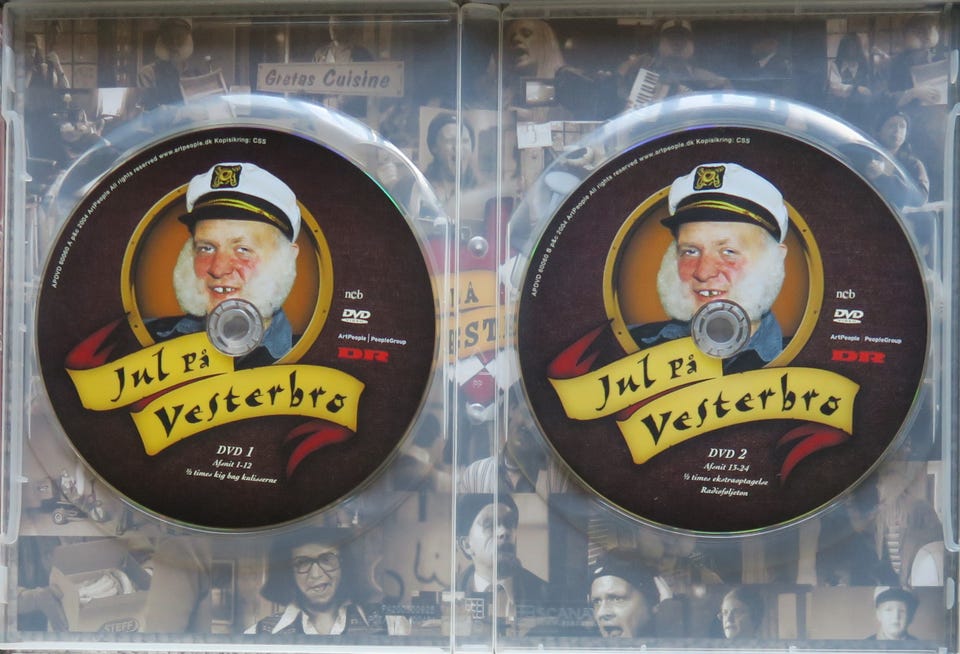 Gretas Cuisine
APDVD 60060 A p&c 2004 ArtPeople All rights reserved www.artpeople.dk Kopisikring: CSS
ncb
DVD
VIDEO
ArtPeople | PeopleGroup
DR
Jul På
Vesterbro
DVD 1
Afsnit 1-12
½ times kig bag kulisserne
APDVD 60060 B p&c 2004 ArtPeople All rights reserved www.artpeople.dk Kopisikring: CSS
ncb
DVD
VIDEO
ArtPeople | PeopleGroup
DR
Jul På
Vesterbro
DVD 2
Afsnit 13-24
½ times ekstraoptagelse
Radioføljeton